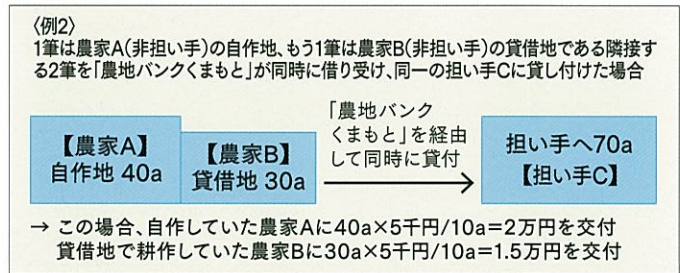 〈例2〉
1筆は農家A(非担い手)の自作地、もう1筆は農家B(非担い手)の貸借地である隣接す
る2筆を「農地バンクくまもと」が同時に借り受け、同一の担い手Cに貸し付けた場合
【農家A】
自作地 40a
【農家B】
貸借地 30a
「農地バンク
くまもと」を経由
して同時に貸付
担い手へ70a
【担い手C】
→ この場合、自作していた農家Aに40a×5千円/10a=2万円を交付
貸借地で耕作していた農家Bに30a×5千円/10a=1.5万円を交付